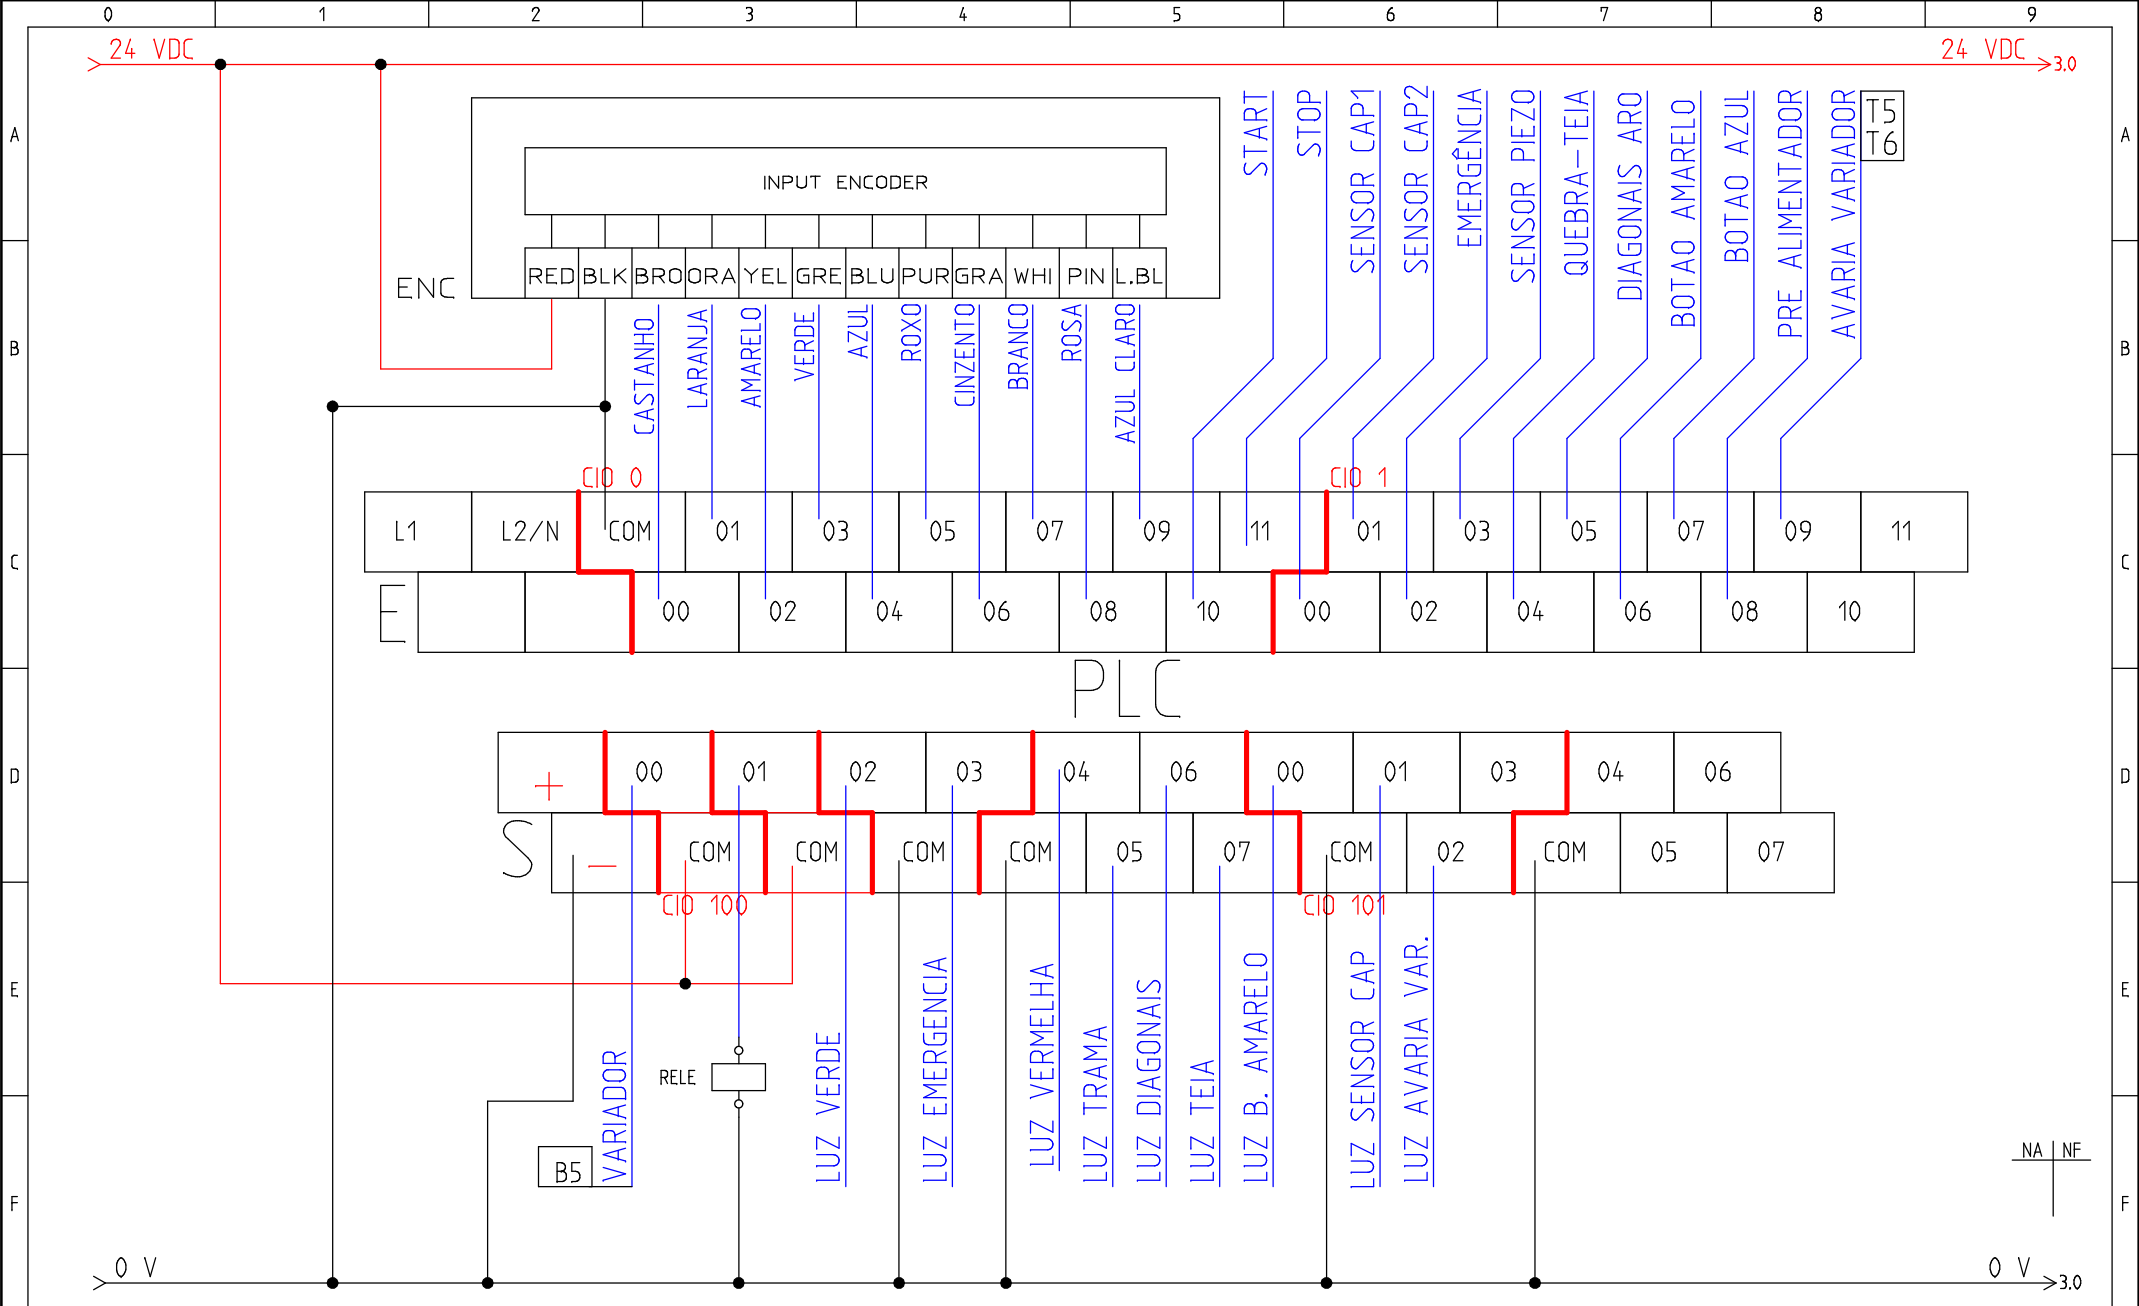 0 1 2 3 4 5 6 7 8 9
24 VDC
24 VDC
3.0
A
A
START
STOP
SENSOR CAP1
SENSOR CAP2
EMERGÊNCIA
SENSOR PIEZO
QUEBRA-TEIA
DIAGONAIS ARO
BOTAO AMARELO
BOTAO AZUL
PRE ALIMENTADOR
AVARIA VARIADOR
T5
T6
INPUT ENCODER
ENC
RED BLK BRO ORA YEL GRE BLU PUR GRA WHI PIN L.BL
B
B
CASTANHO
LARANJA
AMARELO
VERDE
AZUL
ROXO
CINZENTO
BRANCO
ROSA
AZUL CLARO
CIO 0
CIO 1
C
C
L1 L2/N COM 01 03 05 07 09 11 01 03 05 07 09 11
E
00 02 04 06 08 10 00 02 04 06 08 10
PLC
D
D
+ 00 01 02 03 04 06 00 01 03 04 06
S
- COM COM COM COM 05 07 COM 02 COM 05 07
CIO 100
CIO 101
E
E
RELE
VARIADOR
LUZ VERDE
LUZ EMERGENCIA
LUZ VERMELHA
LUZ TRAMA
LUZ DIAGONAIS
LUZ TEIA
LUZ B. AMARELO
LUZ SENSOR CAP
LUZ AVARIA VAR.
B5
NA NF
F
F
0 V
0 V
3.0